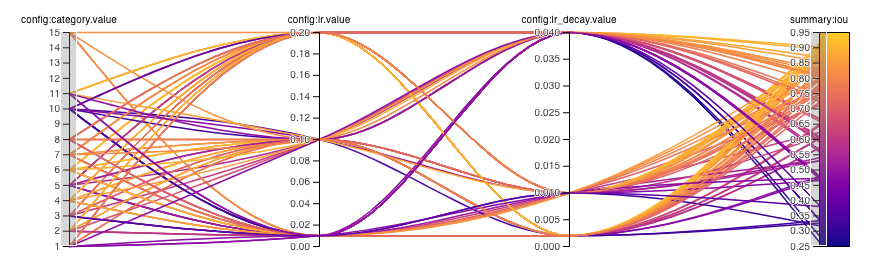 config:category.value config:lr.value config:lr_decay.value summary:iou
15 0.20 0.040 0.95
14 0.18 0.035 0.90
13 0.16 0.030 0.85
12 0.14 0.025 0.80
11 0.12 0.020 0.75
10 0.10 0.015 0.70
9 0.08 0.010 0.65
8 0.06 0.005 0.60
7 0.04 0.000 0.55
6 0.02 0.50
5 0.00 0.45
4 0.40
3 0.35
2 0.30
1 0.25